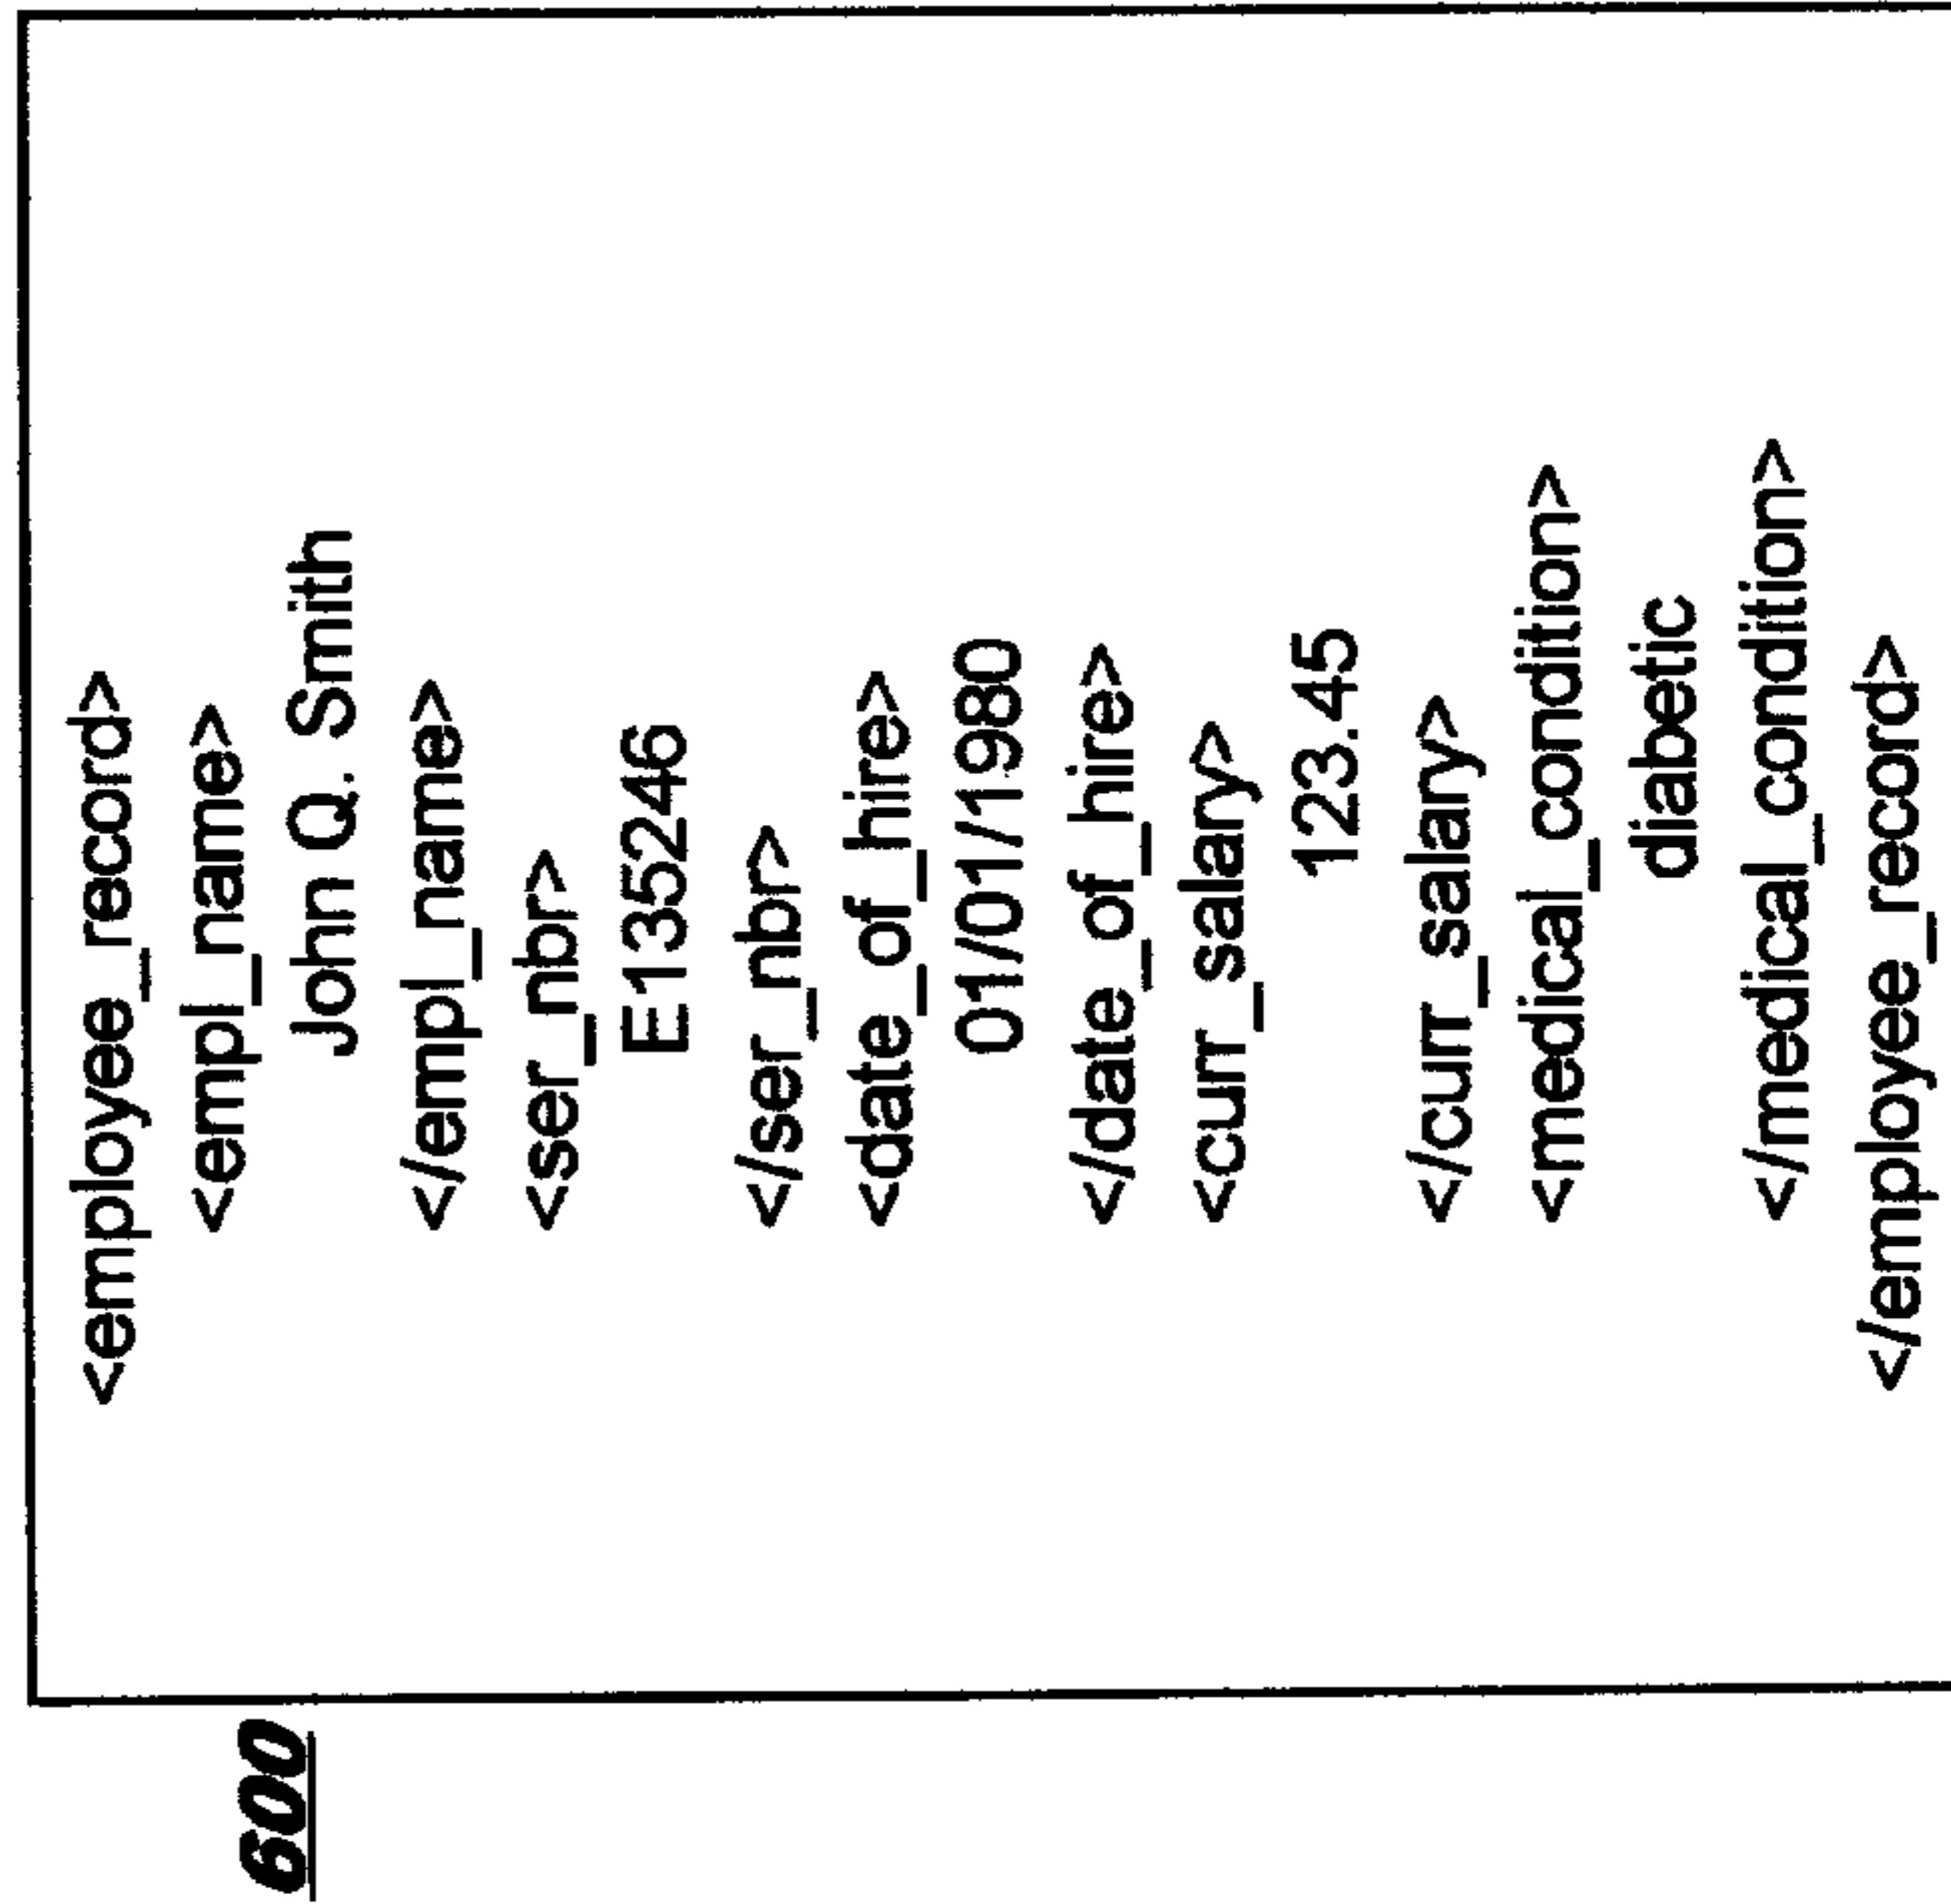 600
<employee_record>
<empl_name>
John Q. Smith
</empl_name>
<ser_nbr>
E135246
</ser_nbr>
<date_of_hire>
01/01/1980
</date_of_hire>
<curr_salary>
123.45
</curr_salary>
<medical_condition>
diabetic
</medical_condition>
</employee_record>